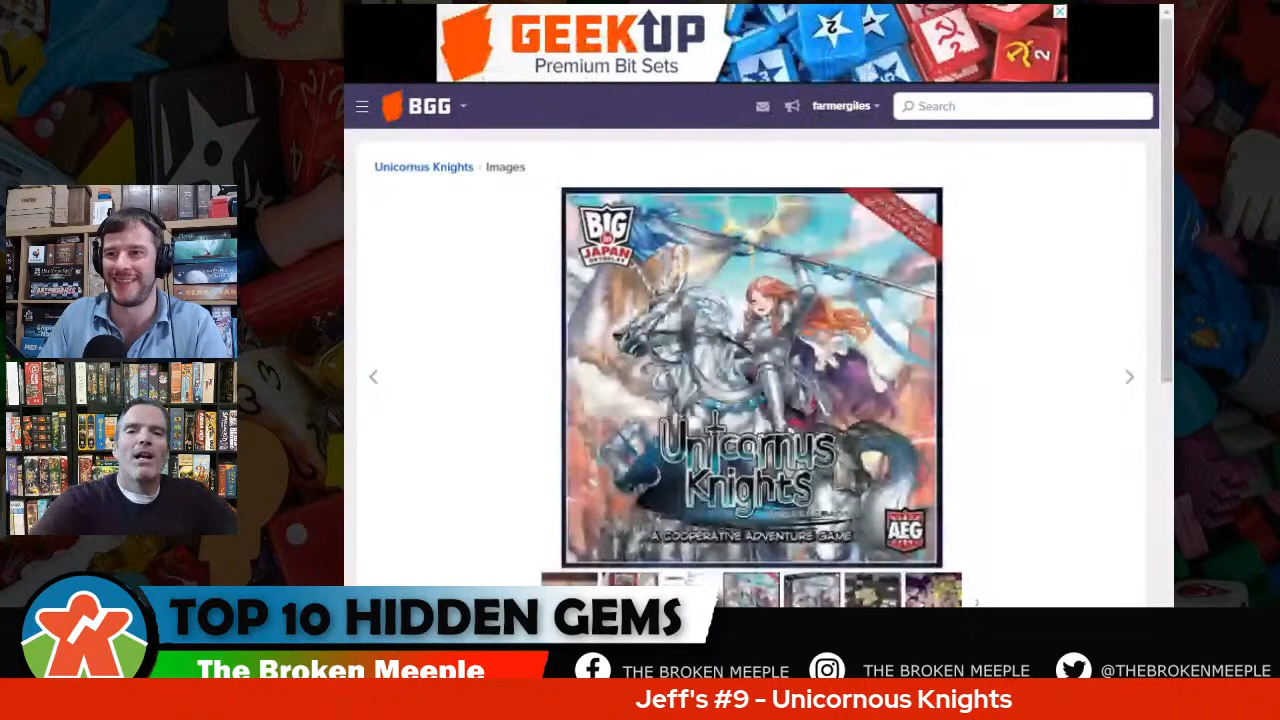 GEEKUP
Premium Bit Sets
BGG
farmergiles
Search
Unicornus Knights
Images
BIG
in
JAPAN
Unicornus
Knights
A COOPERATIVE ADVENTURE GAME
AEG
TOP 10 HIDDEN GEMS
The Broken Meeple
THE BROKEN MEEPLE
THE BROKEN MEEPLE
@THEBROKENMEEPLE
Jeff's #9 - Unicornous Knights